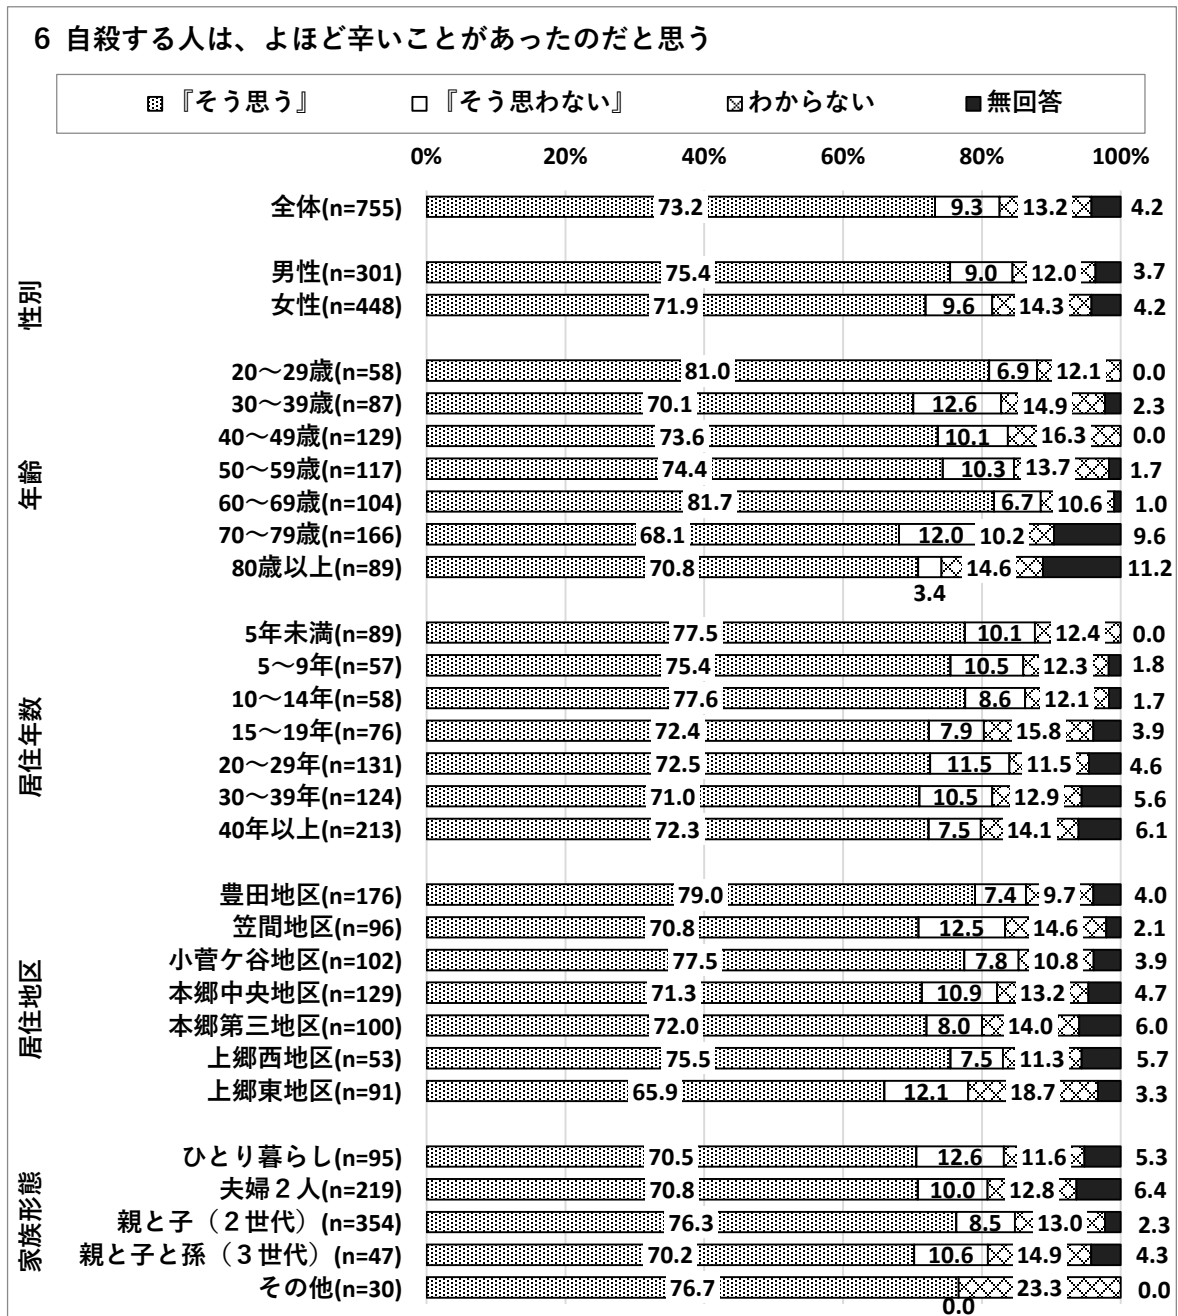 6 自殺する人は、よほど辛いことがあったのだと思う
『そう思う』 『そう思わない』 わからない 無回答
0% 20% 40% 60% 80% 100%
全体(n=755) 73.2 9.3 13.2 4.2
性別
男性(n=301) 75.4 9.0 12.0 3.7
女性(n=448) 71.9 9.6 14.3 4.2
年齢
20～29歳(n=58) 81.0 6.9 12.1 0.0
30～39歳(n=87) 70.1 12.6 14.9 2.3
40～49歳(n=129) 73.6 10.1 16.3 0.0
50～59歳(n=117) 74.4 10.3 13.7 1.7
60～69歳(n=104) 81.7 6.7 10.6 1.0
70～79歳(n=166) 68.1 12.0 10.2 9.6
80歳以上(n=89) 70.8 3.4 14.6 11.2
居住年数
5年未満(n=89) 77.5 10.1 12.4 0.0
5～9年(n=57) 75.4 10.5 12.3 1.8
10～14年(n=58) 77.6 8.6 12.1 1.7
15～19年(n=76) 72.4 7.9 15.8 3.9
20～29年(n=131) 72.5 11.5 11.5 4.6
30～39年(n=124) 71.0 10.5 12.9 5.6
40年以上(n=213) 72.3 7.5 14.1 6.1
居住地区
豊田地区(n=176) 79.0 7.4 9.7 4.0
笠間地区(n=96) 70.8 12.5 14.6 2.1
小菅ケ谷地区(n=102) 77.5 7.8 10.8 3.9
本郷中央地区(n=129) 71.3 10.9 13.2 4.7
本郷第三地区(n=100) 72.0 8.0 14.0 6.0
上郷西地区(n=53) 75.5 7.5 11.3 5.7
上郷東地区(n=91) 65.9 12.1 18.7 3.3
家族形態
ひとり暮らし(n=95) 70.5 12.6 11.6 5.3
夫婦２人(n=219) 70.8 10.0 12.8 6.4
親と子（２世代）(n=354) 76.3 8.5 13.0 2.3
親と子と孫（３世代）(n=47) 70.2 10.6 14.9 4.3
その他(n=30) 76.7 0.0 23.3 0.0